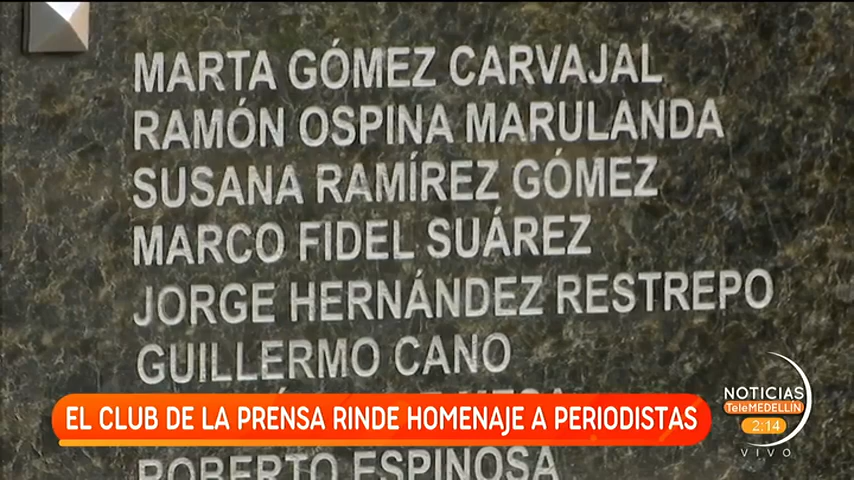 MARTA GÓMEZ CARVAJAL
RAMÓN OSPINA MARULANDA
SUSANA RAMÍREZ GÓMEZ
MARCO FIDEL SUÁREZ
JORGE HERNÁNDEZ RESTREPO
GUILLERMO CANO
EL CLUB DE LA PRENSA RINDE HOMENAJE A PERIODISTAS
ROBERTO ESPINOSA
NOTICIAS
TeleMEDELLÍN
2:14
VIVO